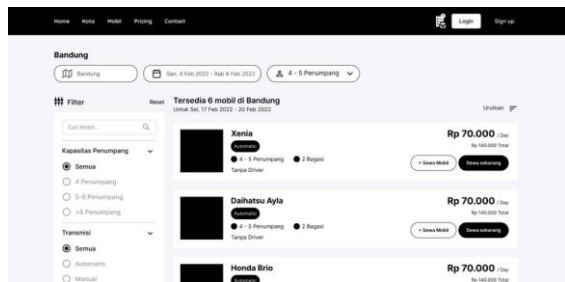 Home Kota Mobil Pricing Contact Login Sign up
Bandung
Bandung Sen, 4 Feb 2022 - Rab 6 Feb 2022 4 - 5 Penumpang
Filter Reset
Tersedia 6 mobil di Bandung
Untuk Sel, 17 Feb 2022 - 20 Feb 2022
Urutkan
Cari Mobil..
Kapasitas Penumpang
Semua
4 Penumpang
5-6 Penumpang
>6 Penumpang
Transmisi
Semua
Automatic
Manual
Xenia
Automatic
4 - 5 Penumpang 2 Bagasi
Tanpa Driver
Rp 70.000 / Day
Rp 140.000 Total
+ Sewa Mobil Sewa sekarang
Daihatsu Ayla
Automatic
4 - 5 Penumpang 2 Bagasi
Tanpa Driver
Rp 70.000 / Day
Rp 140.000 Total
+ Sewa Mobil Sewa sekarang
Honda Brio
Automatic
Rp 70.000 / Day
Rp 140.000 Total